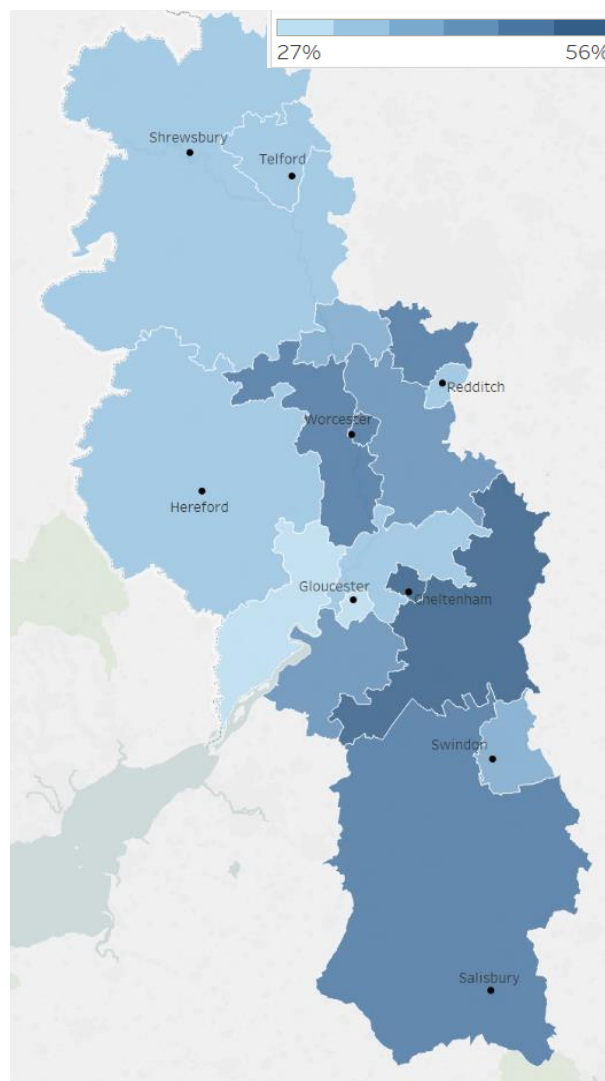 27% 56%
Shrewsbury
Telford
Redditch
Worcester
Hereford
Gloucester
Cheltenham
Swindon
Salisbury